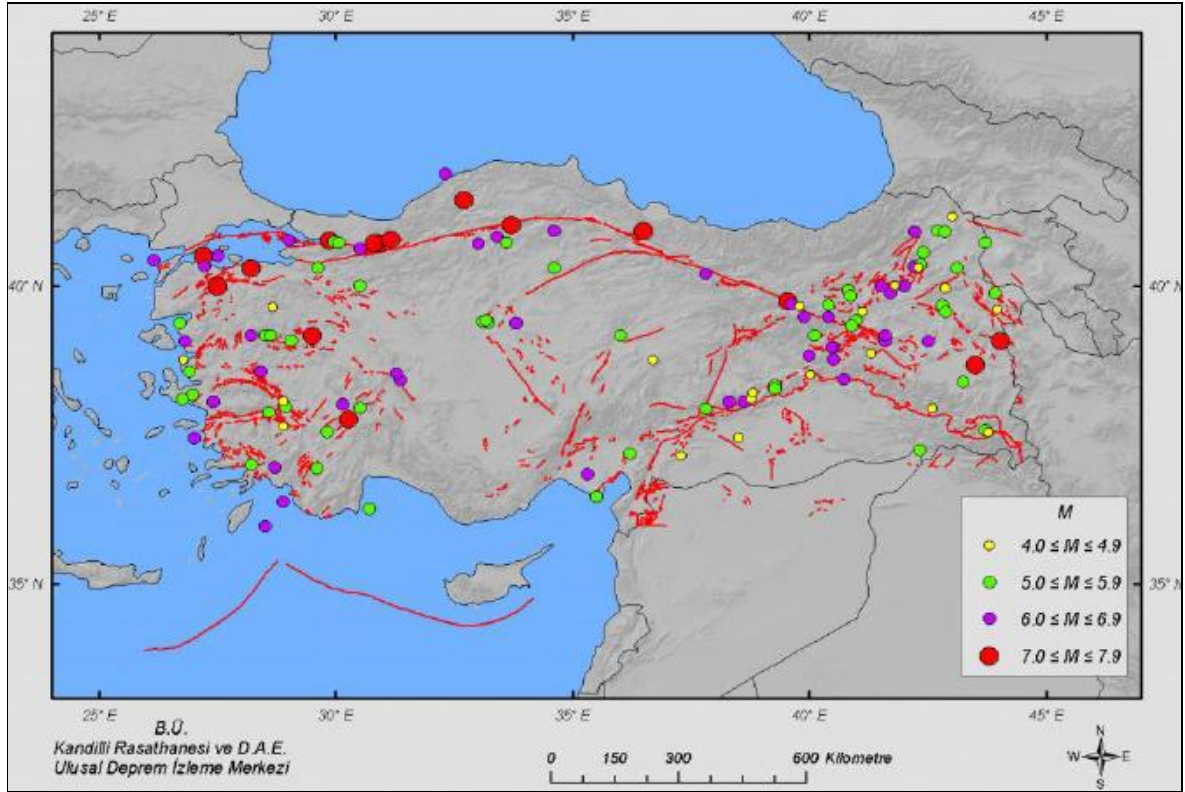 25° E 30° E 35° E 40° E 45° E
40° N 40° N
35° N 35° N
M
4.0 ≤ M ≤ 4.9
5.0 ≤ M ≤ 5.9
6.0 ≤ M ≤ 6.9
7.0 ≤ M ≤ 7.9
25° E 30° E 35° E 40° E 45° E
B.Ü.
Kandilli Rasathanesi ve D.A.E.
Ulusal Deprem İzleme Merkezi
0 150 300 600 Kilometre
N
W E
S